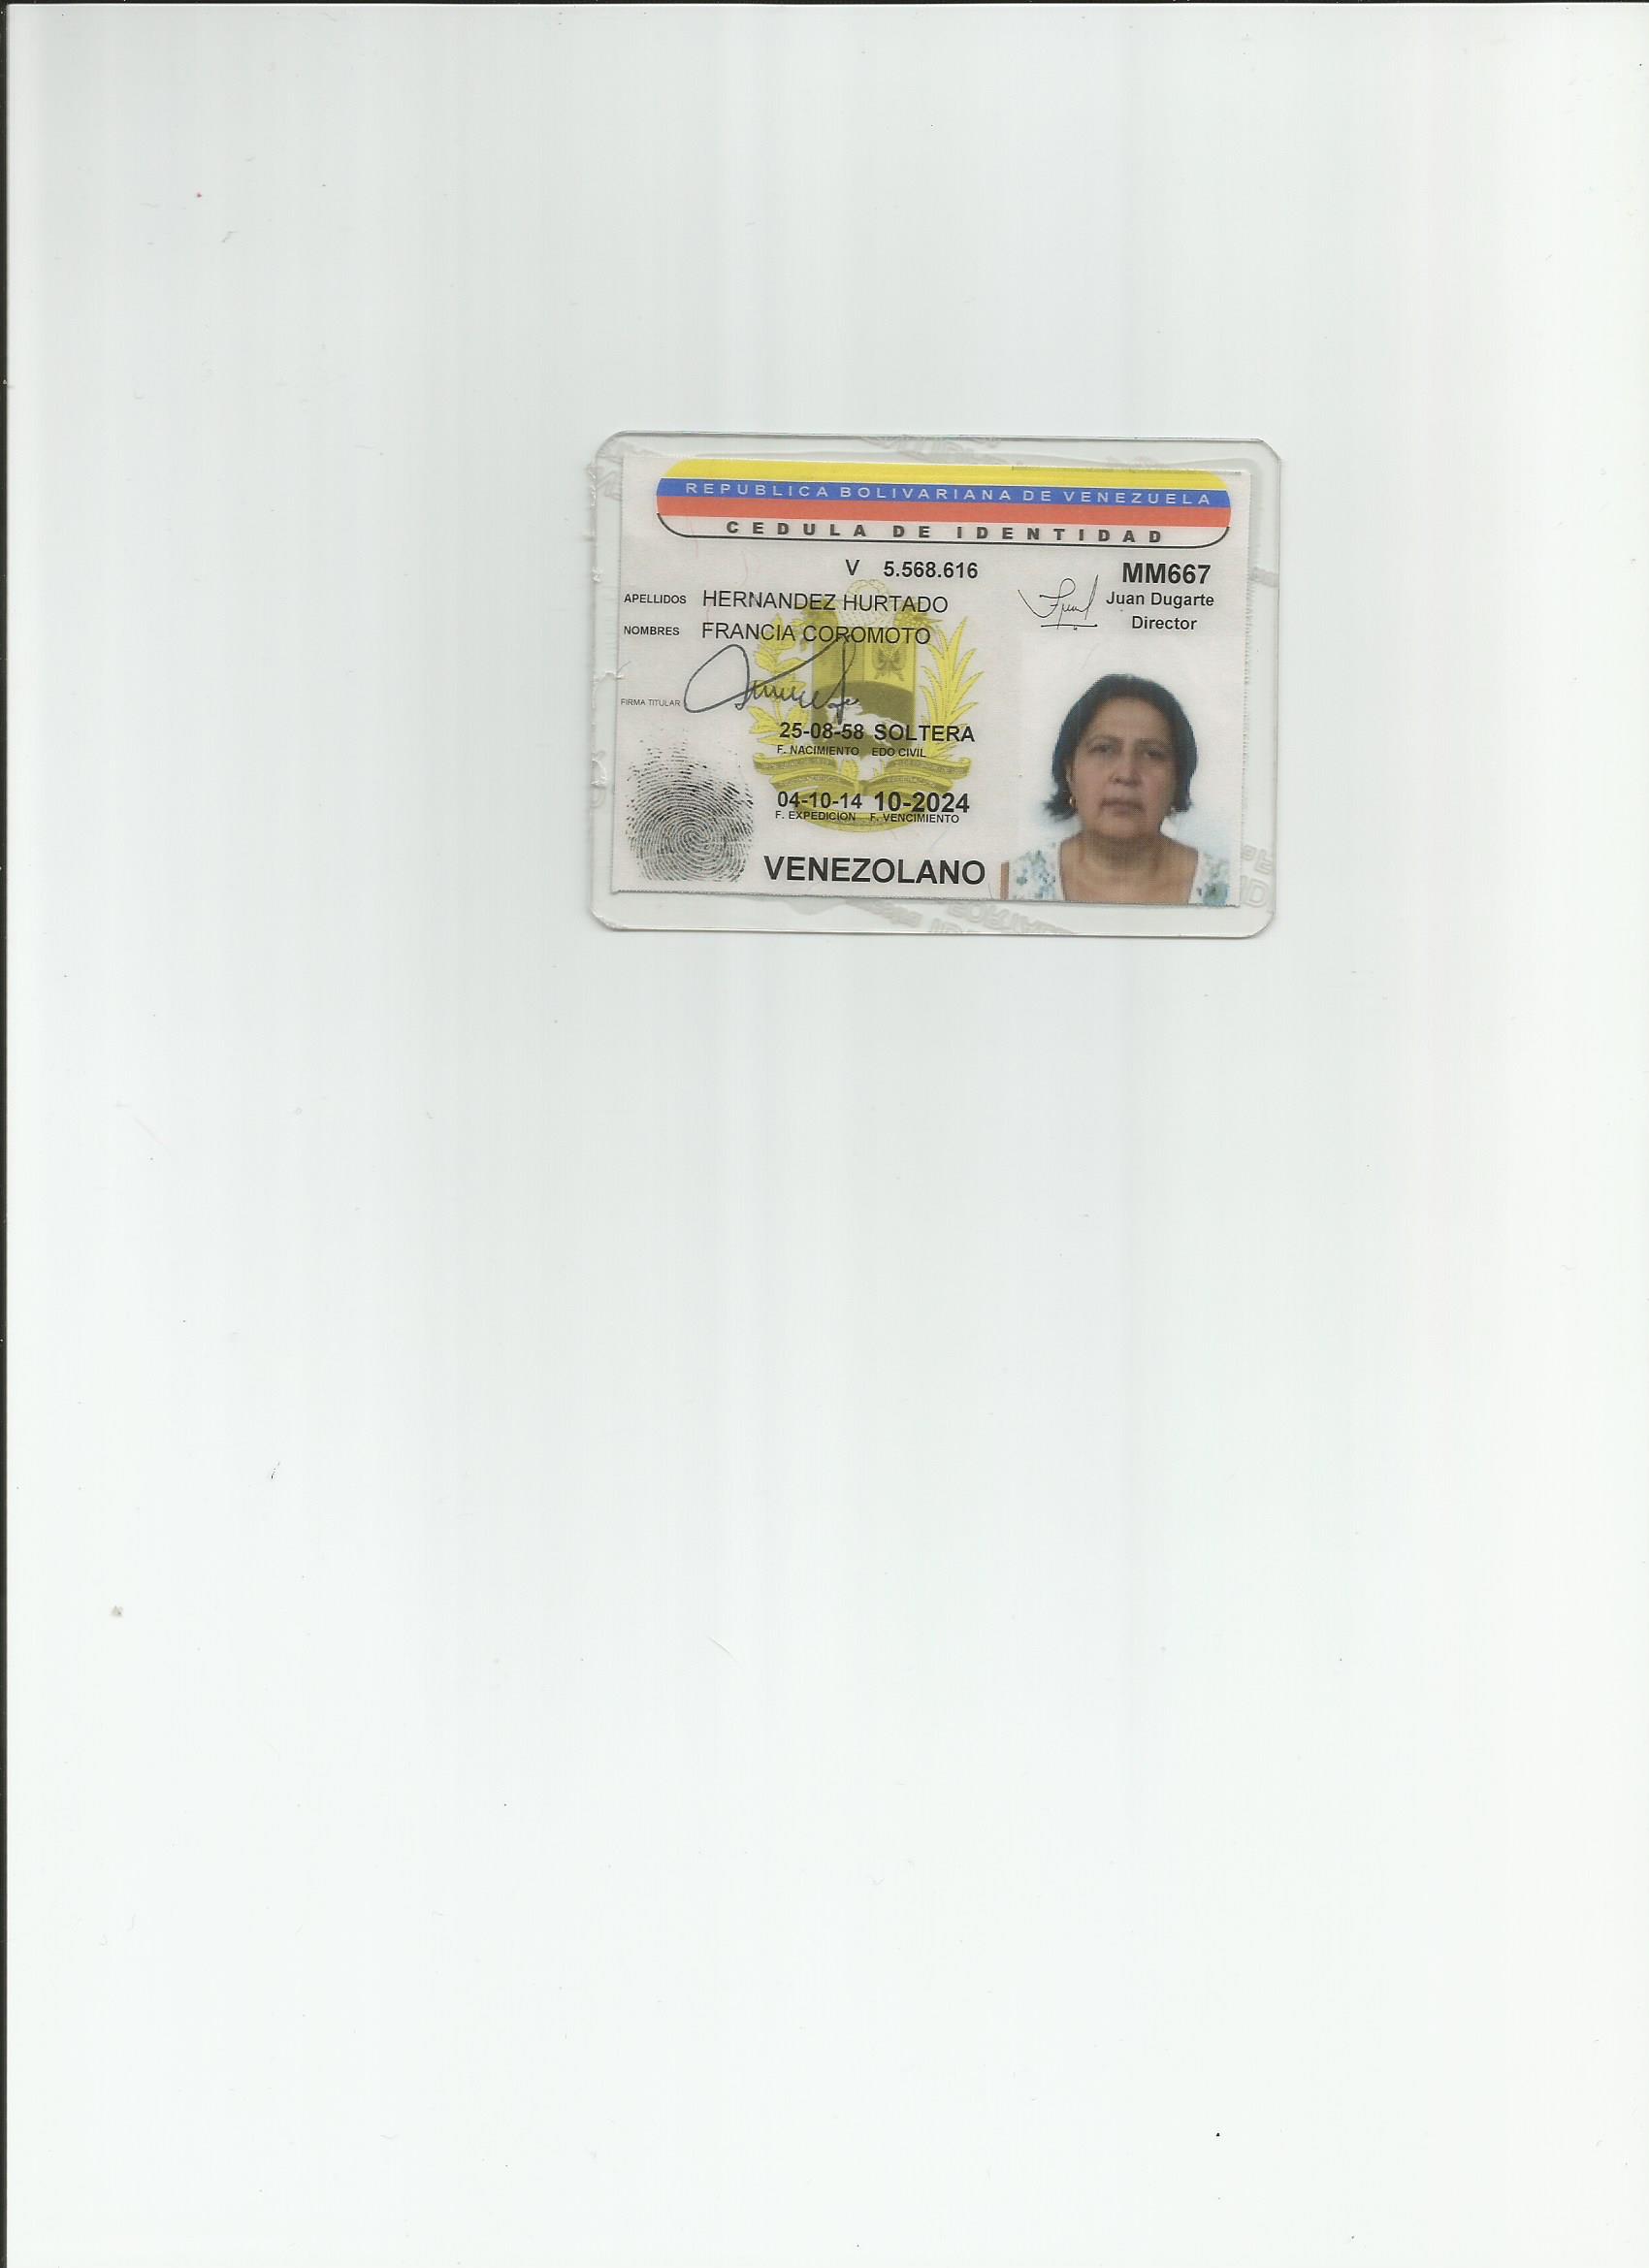 REPUBLICA BOLIVARIANA DE VENEZUELA
CEDULA DE IDENTIDAD
V 5.568.616
MM667
APELLIDOS HERNANDEZ HURTADO
Juan Dugarte
Director
NOMBRES FRANCIA COROMOTO
FIRMA TITULAR
25-08-58 SOLTERA
F. NACIMIENTO EDO CIVIL
04-10-14 10-2024
F. EXPEDICION F. VENCIMIENTO
VENEZOLANO